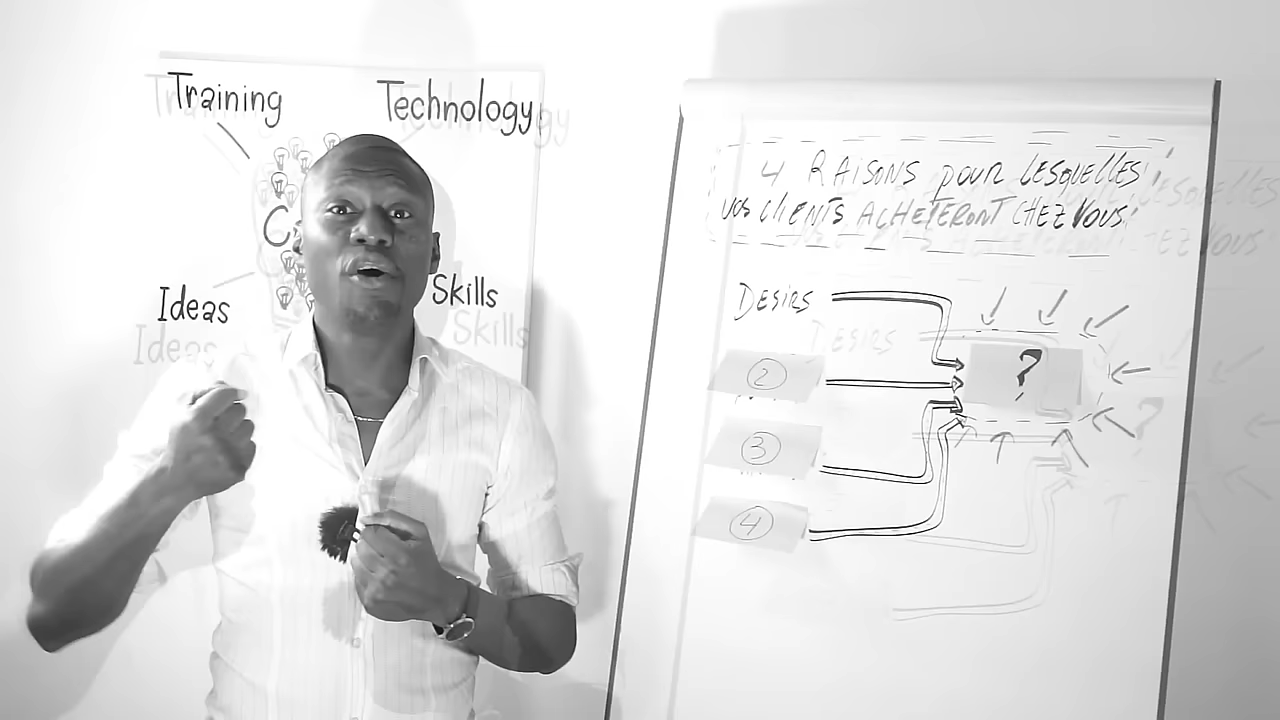 Training
Technology
Ideas
Skills
4 RAISONS POUR LESQUELLES
VOS CLIENTS ACHETERONT CHEZ VOUS!
DESIRS
?
2
3
4